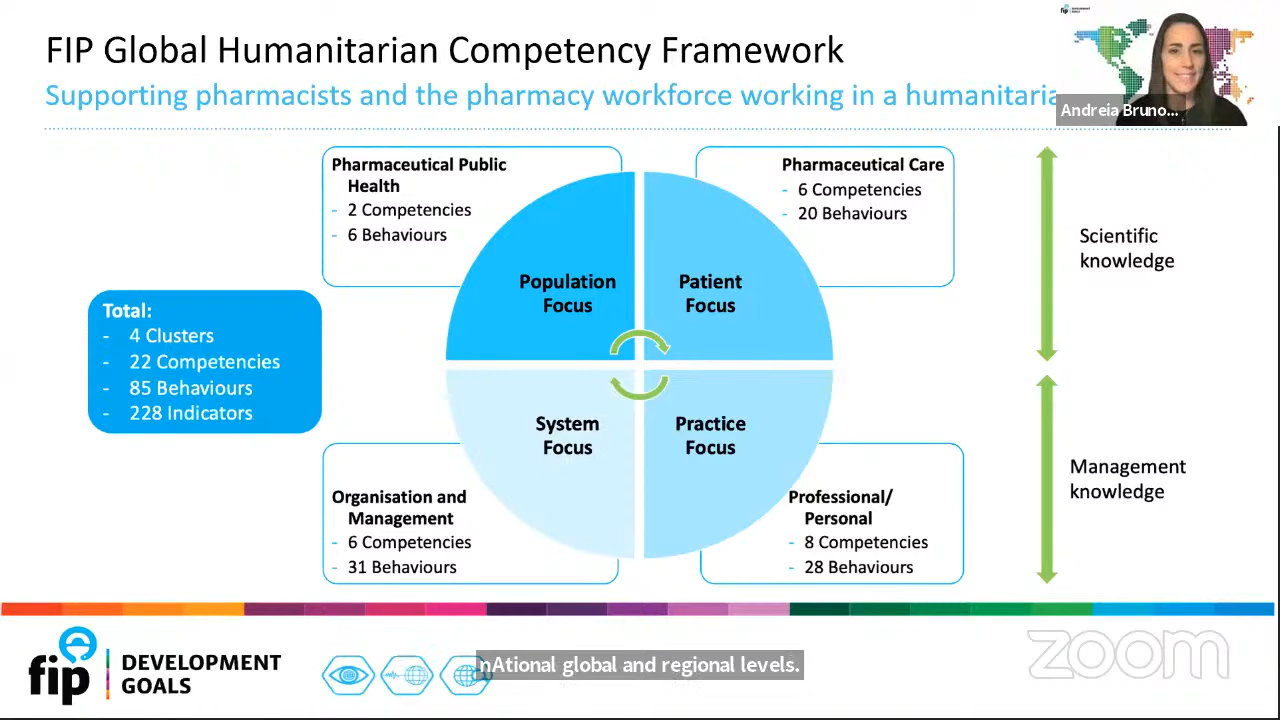 FIP Global Humanitarian Competency Framework
Supporting pharmacists and the pharmacy workforce working in a humanitaria
fip DEVELOPMENT
GOALS
Andreia Bruno...
Pharmaceutical Public
Health
- 2 Competencies
- 6 Behaviours
Pharmaceutical Care
- 6 Competencies
- 20 Behaviours
Scientific
knowledge
Population
Focus
Patient
Focus
Total:
- 4 Clusters
- 22 Competencies
- 85 Behaviours
- 228 Indicators
System
Focus
Practice
Focus
Management
knowledge
Organisation and
Management
- 6 Competencies
- 31 Behaviours
Professional/
Personal
- 8 Competencies
- 28 Behaviours
fip DEVELOPMENT
GOALS
nAtional global and regional levels.
zoom